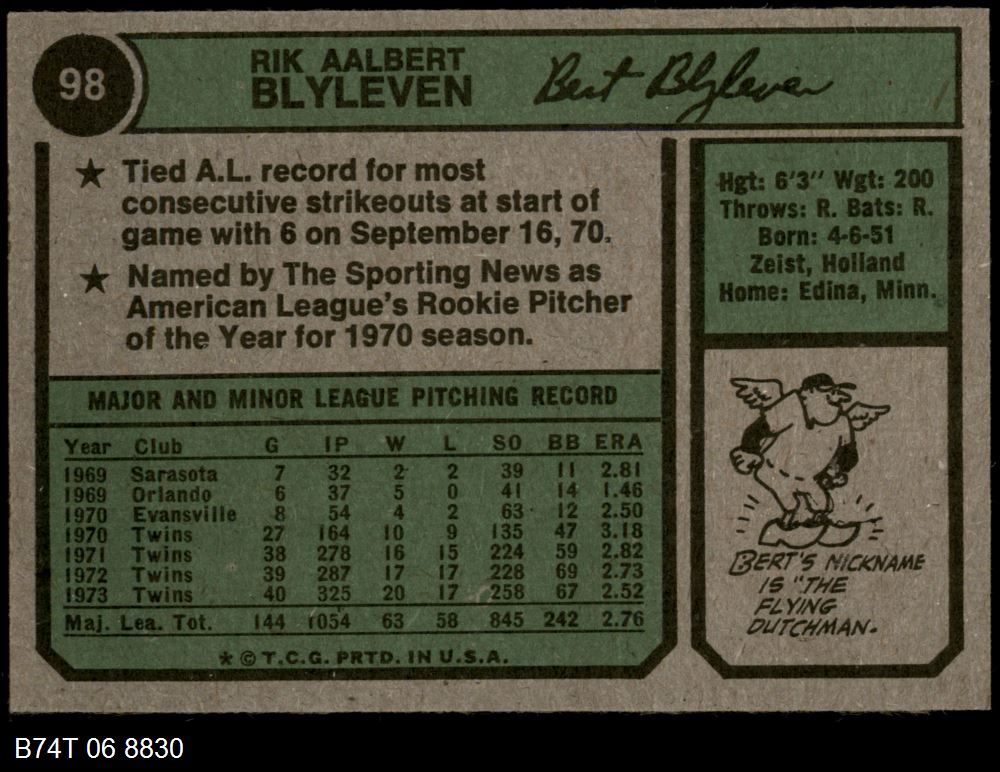 98
RIK AALBERT
BLYLEVEN
Bert Blyleven
★ Tied A.L. record for most
consecutive strikeouts at start of
game with 6 on September 16, 70.
★ Named by The Sporting News as
American League's Rookie Pitcher
of the Year for 1970 season.
Hgt: 6'3" Wgt: 200
Throws: R. Bats: R.
Born: 4-6-51
Zeist, Holland
Home: Edina, Minn.
MAJOR AND MINOR LEAGUE PITCHING RECORD
Year Club G IP W L SO BB ERA
1969 Sarasota 7 32 2 2 39 11 2.81
1969 Orlando 6 37 5 0 41 14 1.46
1970 Evansville 8 54 4 2 63 12 2.50
1970 Twins 27 164 10 9 135 47 3.18
1971 Twins 38 278 16 15 224 59 2.82
1972 Twins 39 287 17 17 228 69 2.73
1973 Twins 40 325 20 17 258 67 2.52
Maj. Lea. Tot. 144 1054 63 58 845 242 2.76
★ © T.C.G. PRTD. IN U.S.A.
BERT'S NICKNAME
IS "THE
FLYING
DUTCHMAN.
B74T 06 8830